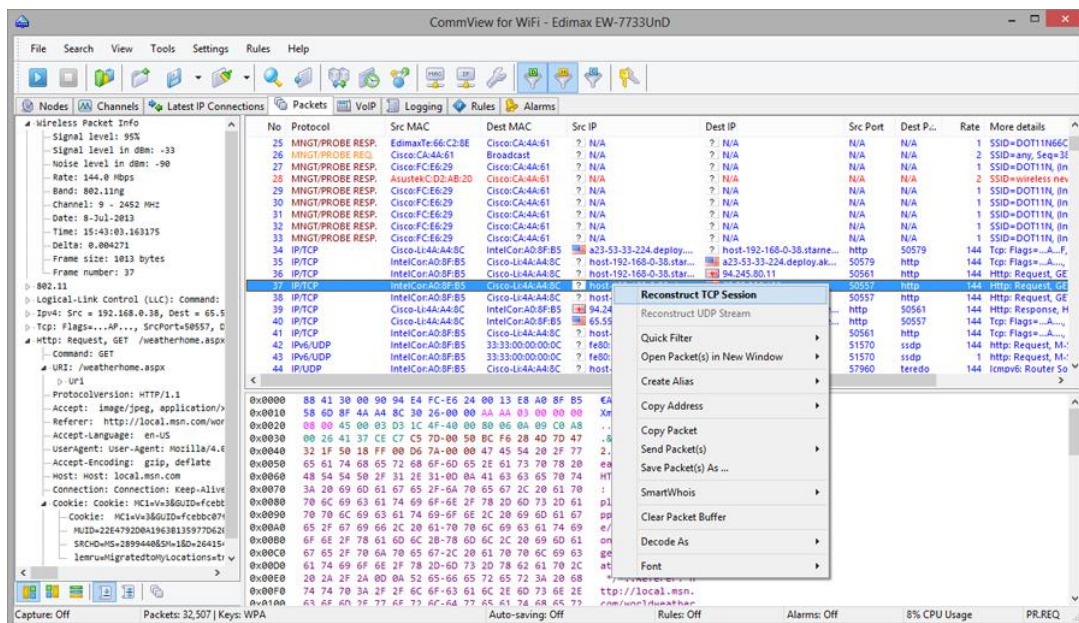 CommView for WiFi - Edimax EW-7733UnD
File Search View Tools Settings Rules Help
Nodes Channels Latest IP Connections Packets VoIP Logging Rules Alarms
Wireless Packet Info
Signal level: 95%
Signal level in dBm: -33
Noise level in dBm: -90
Rate: 144.0 Mbps
Band: 802.11ng
Channel: 9 - 2452 MHz
Date: 8-Jul-2013
Time: 15:43:03.163175
Delta: 0.004271
Frame size: 1013 bytes
Frame number: 37
802.11
Logical-Link Control (LLC): Command:
Ipv4: Src = 192.168.0.38, Dest = 65.5
Tcp: Flags=...AP..., SrcPort=50557, D
Http: Request, GET /weatherhome.aspx
Command: GET
URI: /weatherhome.aspx
Uri
ProtocolVersion: HTTP/1.1
Accept: image/jpeg, application/x
Referer: http://local.msn.com/wor
Accept-Language: en-US
UserAgent: User-Agent: Mozilla/4.0
Accept-Encoding: gzip, deflate
Host: Host: local.msn.com
Connection: Connection: Keep-Alive
Cookie: Cookie: MC1=V=3&GUID=fcebb
No Protocol Src MAC Dest MAC Src IP Dest IP Src Port Dest P... Rate More details
25 MNGT/PROBE RESP. EdimaxTe:66:C2:8E Cisco:CA:4A:61 ? N/A ? N/A N/A N/A 1 SSID=DOT11N66C
26 MNGT/PROBE REQ. Cisco:CA:4A:61 Broadcast ? N/A ? N/A N/A N/A 2 SSID=any, Seq=38
27 MNGT/PROBE RESP. Cisco:FC:E6:29 Cisco:CA:4A:61 ? N/A ? N/A N/A N/A 1 SSID=DOT11N, (In
28 MNGT/PROBE RESP. AsustekC:D2:AB:20 Cisco:CA:4A:61 ? N/A ? N/A N/A N/A 2 SSID=wireless nev
29 MNGT/PROBE RESP. Cisco:FC:E6:29 Cisco:CA:4A:61 ? N/A ? N/A N/A N/A 1 SSID=DOT11N, (In
30 MNGT/PROBE RESP. Cisco:FC:E6:29 Cisco:CA:4A:61 ? N/A ? N/A N/A N/A 1 SSID=DOT11N, (In
31 MNGT/PROBE RESP. Cisco:FC:E6:29 Cisco:CA:4A:61 ? N/A ? N/A N/A N/A 1 SSID=DOT11N, (In
32 MNGT/PROBE RESP. Cisco:FC:E6:29 Cisco:CA:4A:61 ? N/A ? N/A N/A N/A 1 SSID=DOT11N, (In
33 MNGT/PROBE RESP. Cisco:FC:E6:29 Cisco:CA:4A:61 ? N/A ? N/A N/A N/A 1 SSID=DOT11N, (In
34 IP/TCP Cisco-Li:4A:A4:8C IntelCor:A0:8F:B5 a23-53-33-224.deploy.... ? host-192-168-0-38.starne... http 50579 144 Tcp: Flags=...A...F,
35 IP/TCP IntelCor:A0:8F:B5 Cisco-Li:4A:A4:8C ? host-192-168-0-38.star... a23-53-33-224.deploy.ak... 50579 http 144 Tcp: Flags=...A....,
36 IP/TCP IntelCor:A0:8F:B5 Cisco-Li:4A:A4:8C ? host-192-168-0-38.star... 94.245.80.11 50561 http 144 Http: Request, GE
37 IP/TCP IntelCor:A0:8F:B5 Cisco-Li:4A:A4:8C ? host- 50557 http 144 Http: Request, GE
38 IP/TCP IntelCor:A0:8F:B5 Cisco-Li:4A:A4:8C ? host- 50557 http 144 Http: Request, GE
39 IP/TCP Cisco-Li:4A:A4:8C IntelCor:A0:8F:B5 94.24 http 50561 144 Http: Response, H
40 IP/TCP Cisco-Li:4A:A4:8C IntelCor:A0:8F:B5 65.55 http 50557 144 Tcp: Flags=...A....,
41 IP/TCP IntelCor:A0:8F:B5 Cisco-Li:4A:A4:8C ? host- 50561 http 144 Tcp: Flags=...A....,
42 IPv6/UDP IntelCor:A0:8F:B5 33:33:00:00:00:0C ? fe80: 51570 ssdp 144 http: Request, M-
43 IPv6/UDP IntelCor:A0:8F:B5 33:33:00:00:00:0C ? fe80: 51570 ssdp 1 http: Request, M-
44 IP/UDP IntelCor:A0:8F:B5 Cisco-Li:4A:A4:8C ? host- 57960 teredo 144 Icmpv6: Router So
Reconstruct TCP Session
Reconstruct UDP Stream
Quick Filter
Open Packet(s) in New Window
Create Alias
Copy Address
Copy Packet
Send Packet(s)
Save Packet(s) As ...
SmartWhois
Clear Packet Buffer
Decode As
Font
0x0000 88 41 30 00 90 94 E4 FC-E6 24 00 13 E8 A0 8F B5
0x0010 58 6D 8F 4A A4 8C 30 26-00 00 AA AA 03 00 00 00
0x0020 08 00 45 00 03 D3 1C 4F-40 00 80 06 0A 09 C0 A8
0x0030 00 26 41 37 CE C7 C5 7D-00 50 BC F6 28 4D 7D 47
0x0040 32 1F 50 18 FF 00 D6 7A-00 00 47 45 54 20 2F 77
0x0050 65 61 74 68 65 72 68 6F-6D 65 2E 61 73 70 78 20
0x0060 48 54 54 50 2F 31 2E 31-0D 0A 41 63 63 65 70 74
0x0070 3A 20 69 6D 61 67 65 2F-6A 70 65 67 2C 20 61 70
0x0080 70 6C 69 63 61 74 69 6F-6E 2F 78 2D 6D 73 2D 61
0x0090 70 70 6C 69 63 61 74 69-6F 6E 2C 20 69 6D 61 67
0x00A0 65 2F 67 69 66 2C 20 61-70 70 6C 69 63 61 74 69
0x00B0 6F 6E 2F 78 61 6D 6C 2B-78 6D 6C 2C 20 69 6D 61
0x00C0 67 65 2F 70 6A 70 65 67-2C 20 61 70 70 6C 69 63
0x00D0 61 74 69 6F 6E 2F 78 2D-6D 73 2D 78 62 61 70 2C
0x00E0 20 2A 2F 2A 0D 0A 52 65-66 65 72 65 72 3A 20 68
0x00F0 74 74 70 3A 2F 2F 6C 6F-63 61 6C 2E 6D 73 6E 2E ttp://local.msn.
0x0100 63 6F 6D 2F 77 6F 72 6C-64 77 65 61 74 68 65 72 com/worldweather
Capture: Off Packets: 32,507 Keys: WPA Auto-saving: Off Rules: Off Alarms: Off 8% CPU Usage PR.REQ